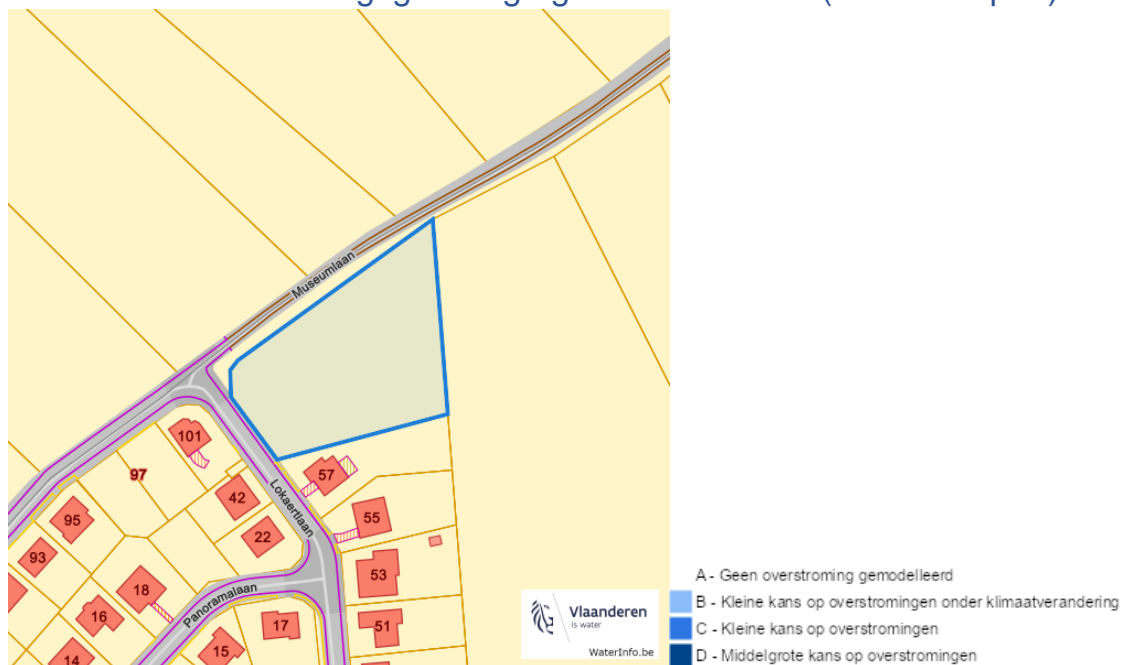 Museumlaan
101
97
57
Lokaertlaan
42
95
55
22
93
53
18
16
Panoramalaan
17
51
15
14
Vlaanderen
is water
WaterInfo.be
A - Geen overstroming gemodelleerd
B - Kleine kans op overstromingen onder klimaatverandering
C - Kleine kans op overstromingen
D - Middelgrote kans op overstromingen